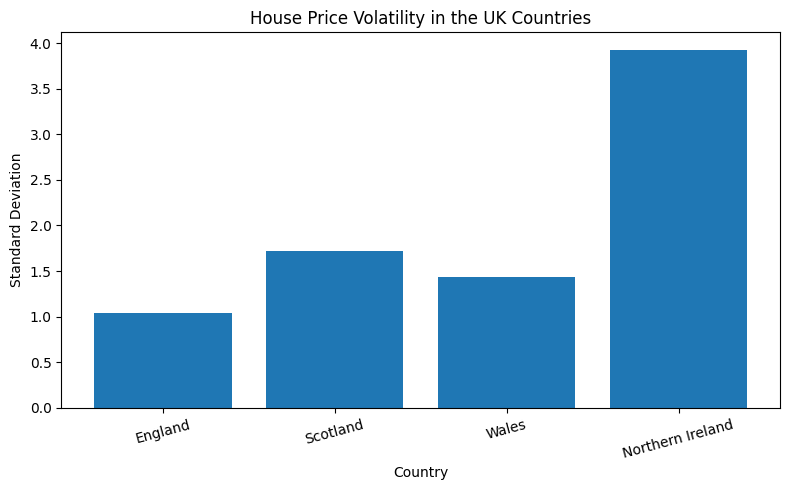 House Price Volatility in the UK Countries
Standard Deviation
4.0
3.5
3.0
2.5
2.0
1.5
1.0
0.5
0.0
England
Scotland
Wales
Northern Ireland
Country